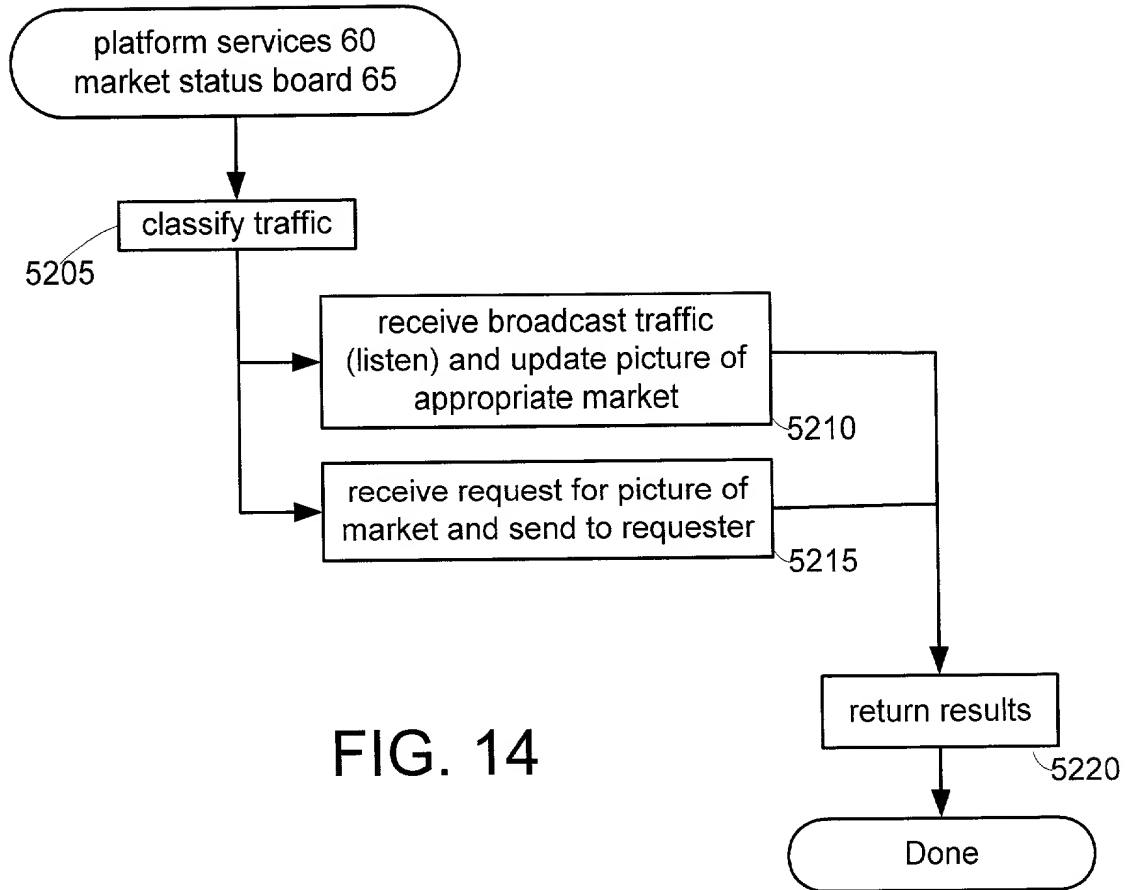 platform services 60
market status board 65
classify traffic
5205
receive broadcast traffic
(listen) and update picture of
appropriate market
5210
receive request for picture of
market and send to requester
5215
return results
5220
FIG. 14
Done